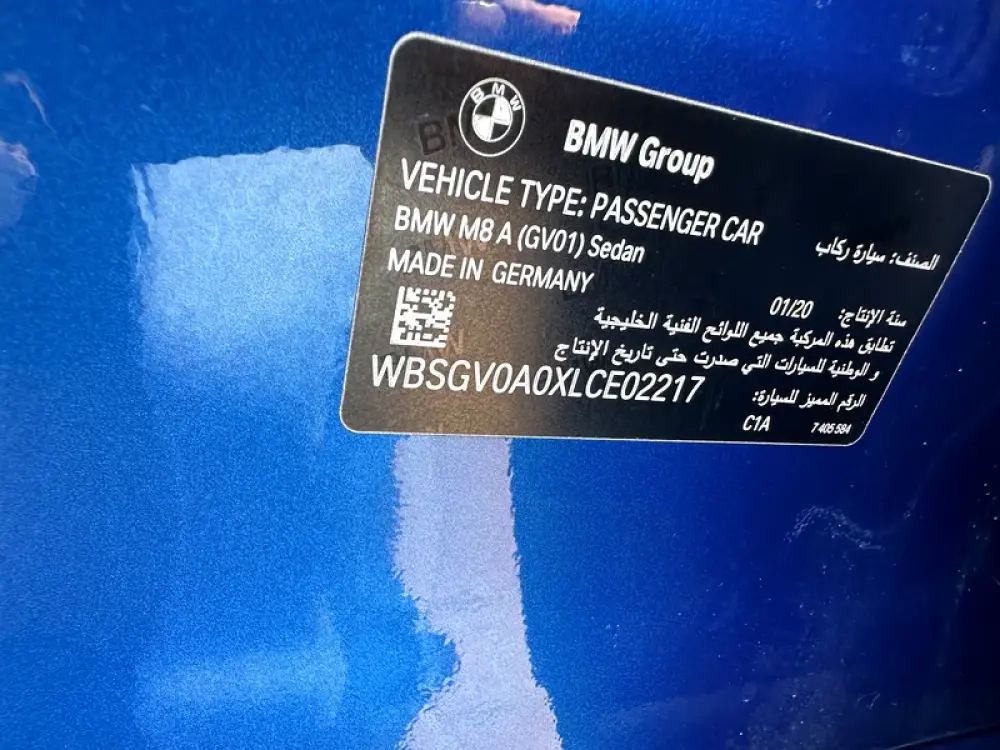 BMW
BMW Group
VEHICLE TYPE: PASSENGER CAR
الصنف: سيارة ركاب
BMW M8 A (GV01) Sedan
MADE IN GERMANY
سنة الإنتاج: 01/20
تطابق هذه المركبة جميع اللوائح الفنية الخليجية
و الوطنية للسيارات التي صدرت حتى تاريخ الإنتاج
الرقم المميز للسيارة:
WBSGV0A0XLCE02217
C1A 7 405 584